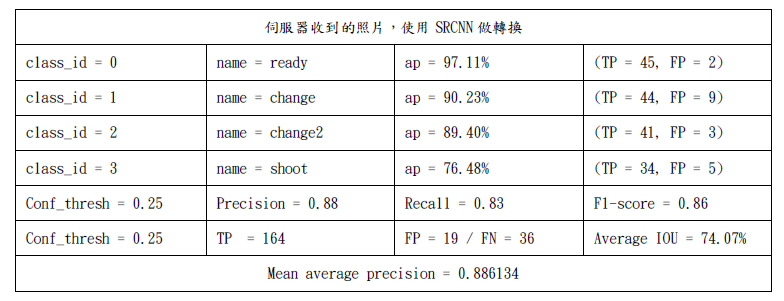 伺服器收到的照片，使用 SRCNN 做轉換
class_id = 0 name = ready ap = 97.11% (TP = 45, FP = 2)
class_id = 1 name = change ap = 90.23% (TP = 44, FP = 9)
class_id = 2 name = change2 ap = 89.40% (TP = 41, FP = 3)
class_id = 3 name = shoot ap = 76.48% (TP = 34, FP = 5)
Conf_thresh = 0.25 Precision = 0.88 Recall = 0.83 F1-score = 0.86
Conf_thresh = 0.25 TP = 164 FP = 19 / FN = 36 Average IOU = 74.07%
Mean average precision = 0.886134